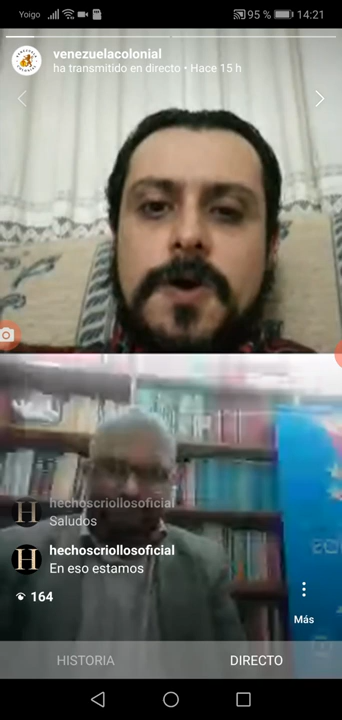 Yoigo
95 %
14:21
venezuelacolonial
ha transmitido en directo • Hace 15 h
hechoscriollosoficial
Saludos
hechoscriollosoficial
En eso estamos
164
Más
HISTORIA
DIRECTO